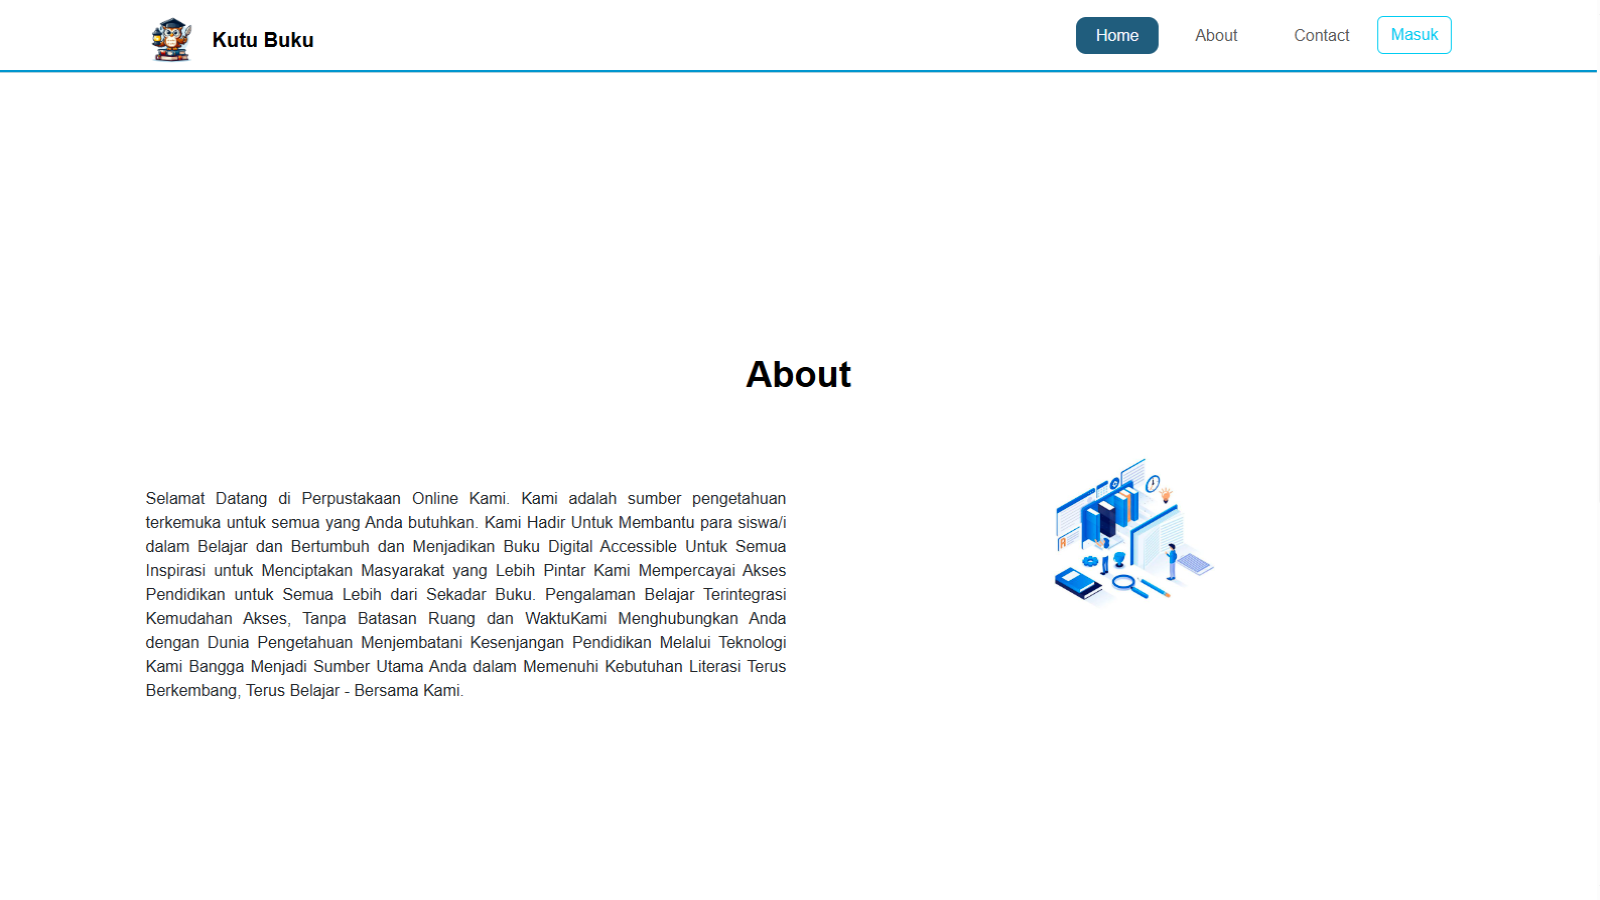 Kutu Buku
Home
About
Contact
Masuk
About
Selamat Datang di Perpustakaan Online Kami. Kami adalah sumber pengetahuan
terkemuka untuk semua yang Anda butuhkan. Kami Hadir Untuk Membantu para siswa/i
dalam Belajar dan Bertumbuh dan Menjadikan Buku Digital Accessible Untuk Semua
Inspirasi untuk Menciptakan Masyarakat yang Lebih Pintar Kami Mempercayai Akses
Pendidikan untuk Semua Lebih dari Sekadar Buku. Pengalaman Belajar Terintegrasi
Kemudahan Akses, Tanpa Batasan Ruang dan WaktuKami Menghubungkan Anda
dengan Dunia Pengetahuan Menjembatani Kesenjangan Pendidikan Melalui Teknologi
Kami Bangga Menjadi Sumber Utama Anda dalam Memenuhi Kebutuhan Literasi Terus
Berkembang, Terus Belajar - Bersama Kami.